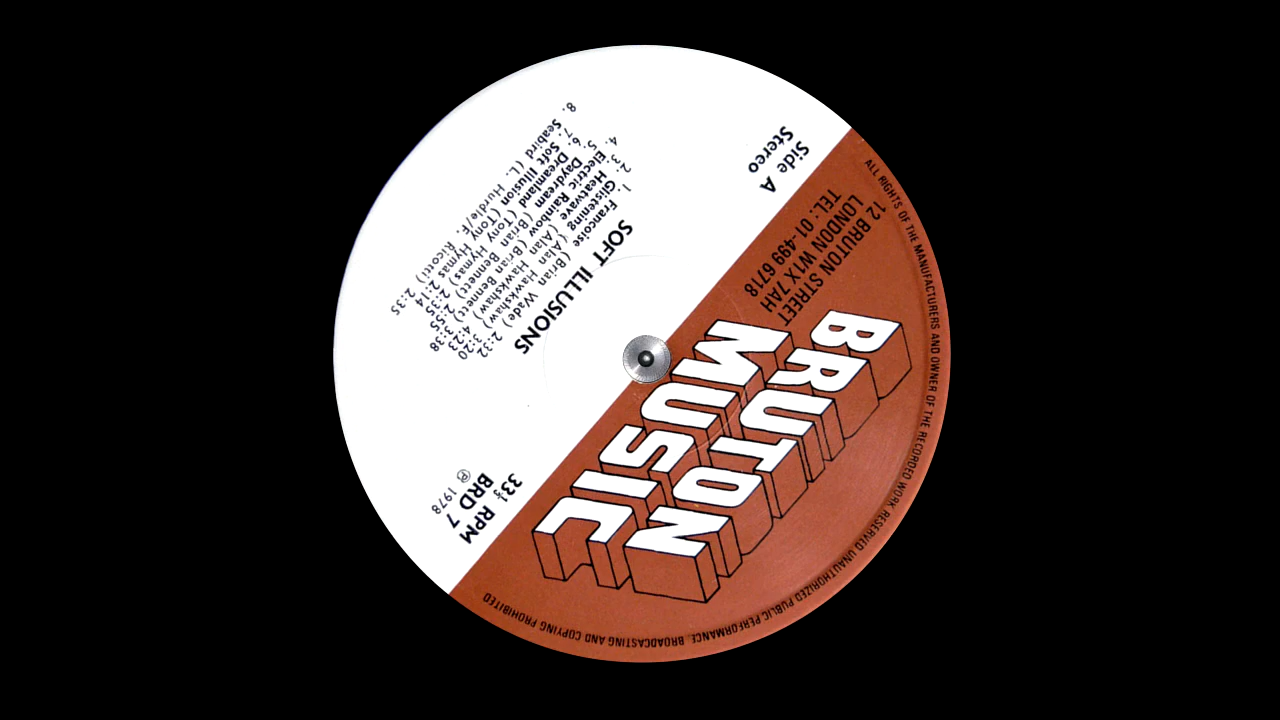 BRUTON
MUSIC
12 BRUTON STREET
LONDON W1X 7AH
TEL: 01-499 6718
ALL RIGHTS OF THE MANUFACTURERS AND OWNER OF THE RECORDED WORK RESERVED UNAUTHORIZED PUBLIC PERFORMANCE BROADCASTING AND COPYING PROHIBITED
Side A
Stereo
33⅓ RPM
BRD 7
Ⓟ 1978
SOFT ILLUSIONS
1. Francoise (Brian Wade) 2:32
2. Glistening (Alan Hawkshaw) 3:20
3. Heatwave (Alan Hawkshaw) 4:23
4. Electric Rainbow (Brian Bennett) 3:38
5. Daydream (Brian Bennett) 2:55
6. Dreamland (Tony Hymas) 2:35
7. Soft Illusion (Tony Hymas) 2:14
8. Seabird (L. Hurdle/F. Ricotti) 2:35